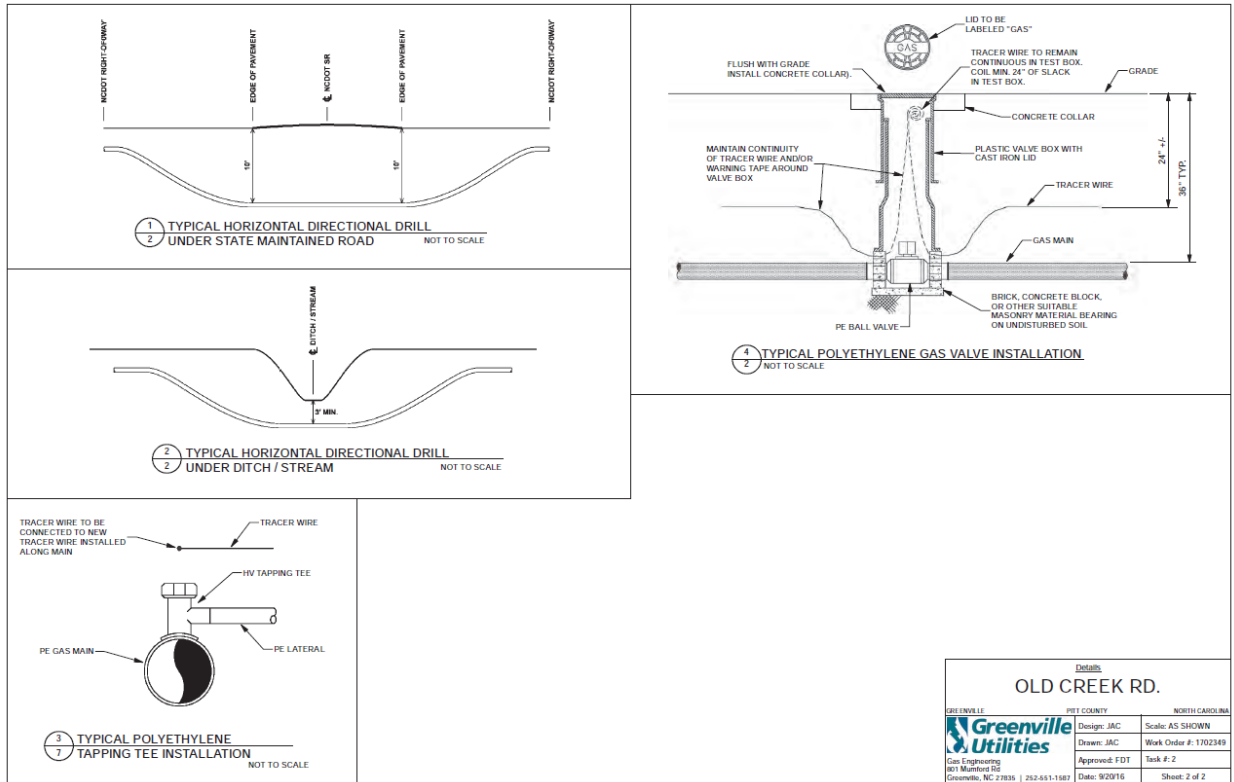 NCDOT RIGHT-OF0WAY
EDGE OF PAVEMENT
℄ NCDOT SR
EDGE OF PAVEMENT
NCDOT RIGHT-OF0WAY
10'
10'
1
2
TYPICAL HORIZONTAL DIRECTIONAL DRILL
UNDER STATE MAINTAINED ROAD
NOT TO SCALE
℄ DITCH / STREAM
3' MIN.
2
2
TYPICAL HORIZONTAL DIRECTIONAL DRILL
UNDER DITCH / STREAM
NOT TO SCALE
TRACER WIRE TO BE
CONNECTED TO NEW
TRACER WIRE INSTALLED
ALONG MAIN
TRACER WIRE
HV TAPPING TEE
PE GAS MAIN
PE LATERAL
3
7
TYPICAL POLYETHYLENE
TAPPING TEE INSTALLATION
NOT TO SCALE
LID TO BE
LABELED "GAS"
GAS
FLUSH WITH GRADE
INSTALL CONCRETE COLLAR).
TRACER WIRE TO REMAIN
CONTINUOUS IN TEST BOX.
COIL MIN. 24" OF SLACK
IN TEST BOX.
GRADE
CONCRETE COLLAR
MAINTAIN CONTINUITY
OF TRACER WIRE AND/OR
WARNING TAPE AROUND
VALVE BOX
PLASTIC VALVE BOX WITH
CAST IRON LID
24" +/-
36" TYP.
TRACER WIRE
GAS MAIN
BRICK, CONCRETE BLOCK,
OR OTHER SUITABLE
MASONRY MATERIAL BEARING
ON UNDISTURBED SOIL
PE BALL VALVE
4
2
TYPICAL POLYETHYLENE GAS VALVE INSTALLATION
NOT TO SCALE
Details
OLD CREEK RD.
GREENVILLE PITT COUNTY NORTH CAROLINA
Greenville
Utilities
Gas Engineering
801 Mumford Rd
Greenville, NC 27835 | 252-551-1587
Design: JAC Scale: AS SHOWN
Drawn: JAC Work Order #: 1702349
Approved: FDT Task #: 2
Date: 9/20/16 Sheet: 2 of 2